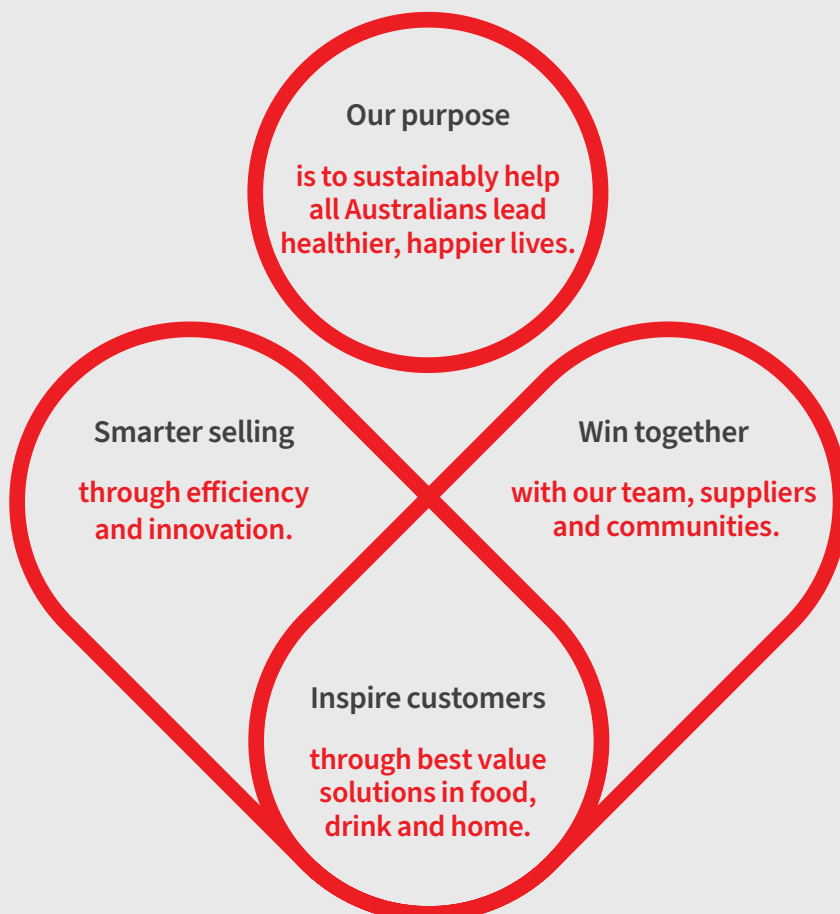 Our purpose
is to sustainably help
all Australians lead
healthier, happier lives.
Smarter selling
through efficiency
and innovation.
Win together
with our team, suppliers
and communities.
Inspire customers
through best value
solutions in food,
drink and home.